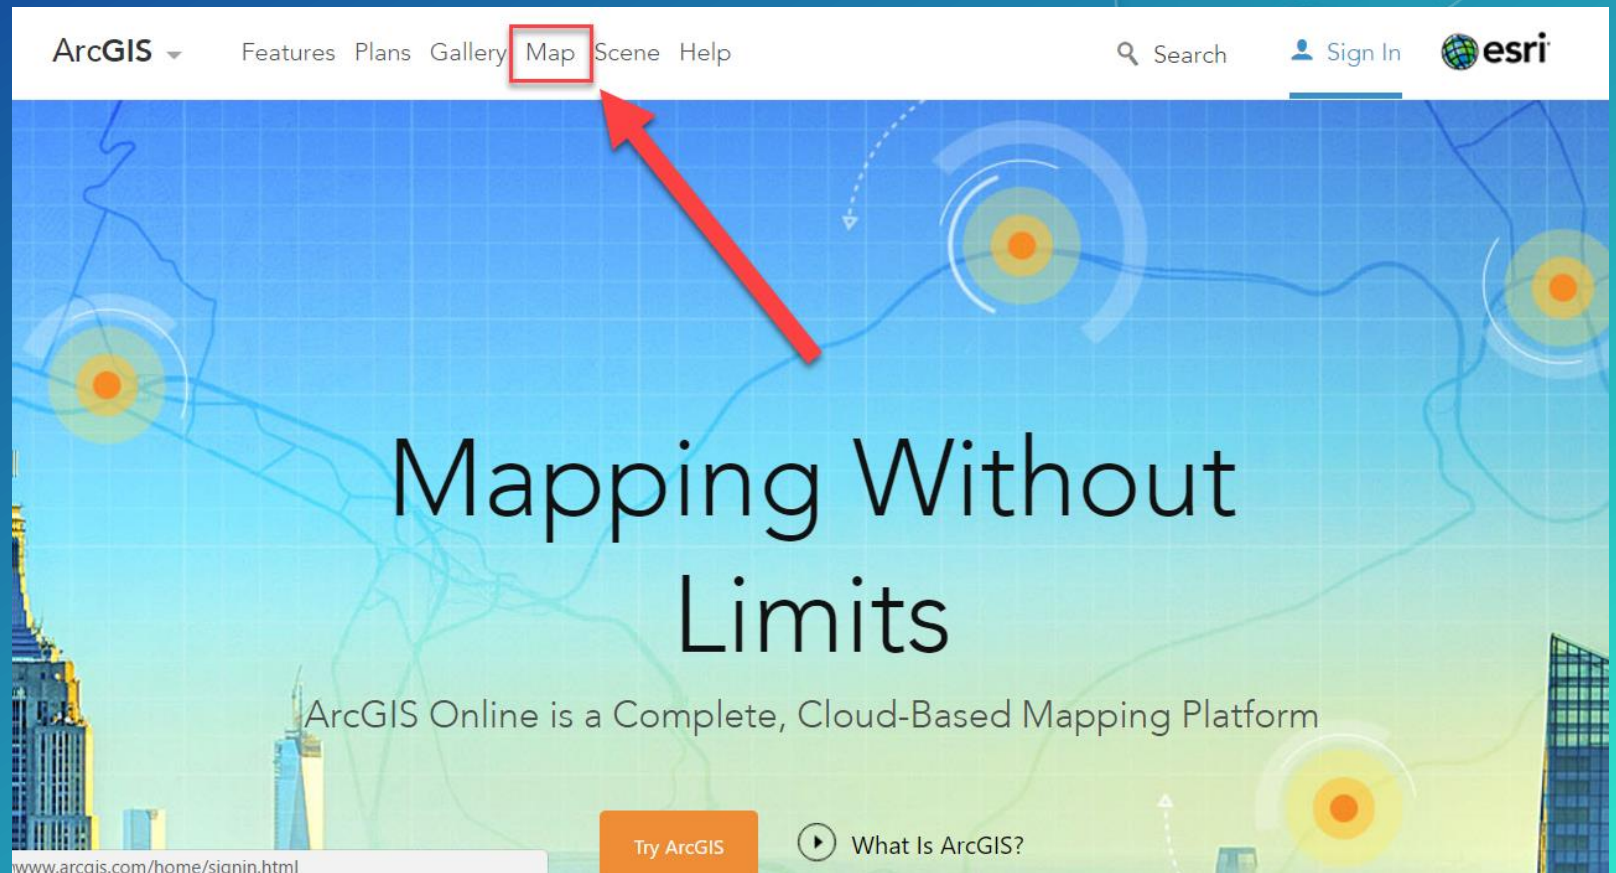 ArcGIS Features Plans Gallery Map Scene Help Search Sign In esri
Mapping Without
Limits
ArcGIS Online is a Complete, Cloud-Based Mapping Platform
Try ArcGIS What Is ArcGIS?
www.arcgis.com/home/signin.html